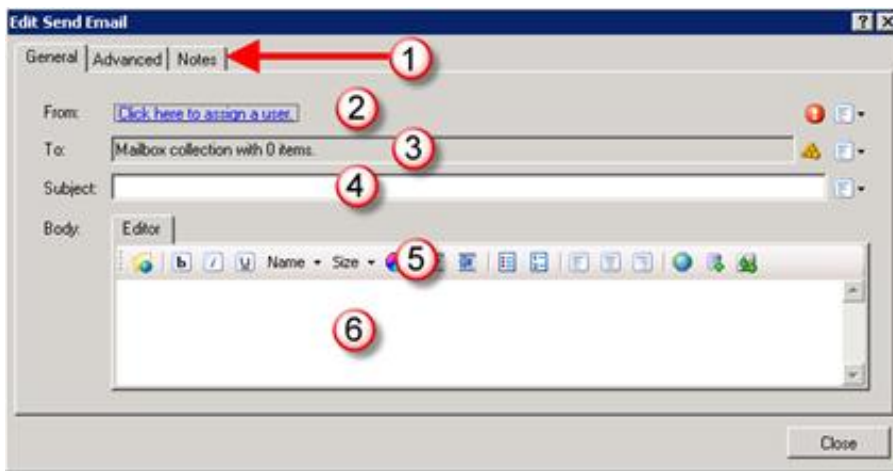 Edit Send Email
General Advanced Notes 1
From: Click here to assign a user. 2
To: Mailbox collection with 0 items. 3
Subject: 4
Body: Editor
b i u Name Size 5
6
Close